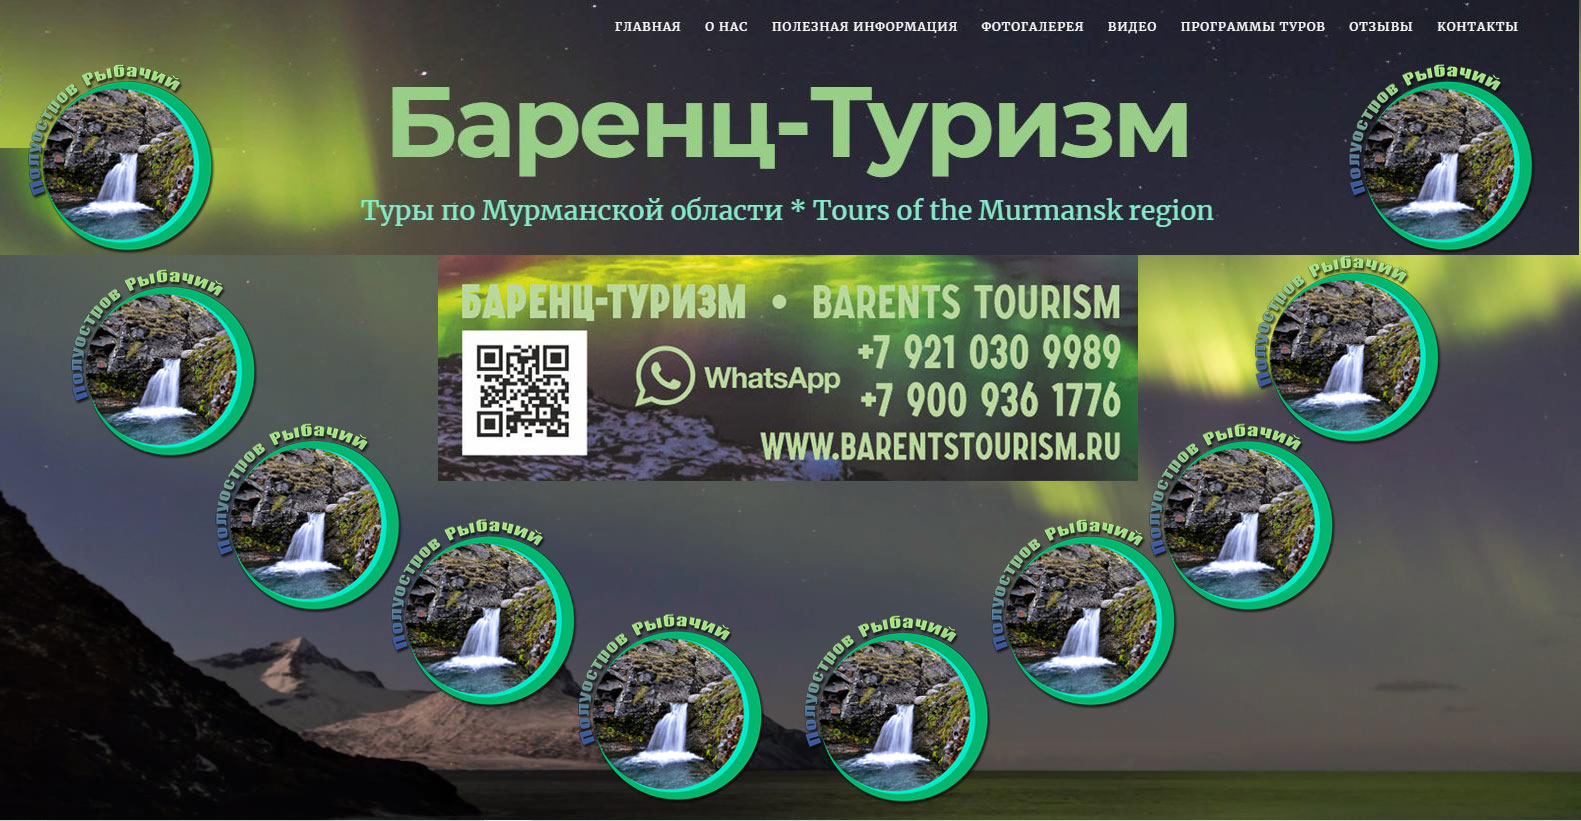 ГЛАВНАЯ О НАС ПОЛЕЗНАЯ ИНФОРМАЦИЯ ФОТОГАЛЕРЕЯ ВИДЕО ПРОГРАММЫ ТУРОВ ОТЗЫВЫ КОНТАКТЫ
Полуостров Рыбачий
Баренц-Туризм
Полуостров Рыбачий
Туры по Мурманской области * Tours of the Murmansk region
Полуостров Рыбачий
БАРЕНЦ-ТУРИЗМ • BARENTS TOURISM
WhatsApp
+7 921 030 9989
+7 900 936 1776
WWW.BARENTSTOURISM.RU
Полуостров Рыбачий
Полуостров Рыбачий
Полуостров Рыбачий
Полуостров Рыбачий
Полуостров Рыбачий
Полуостров Рыбачий
Полуостров Рыбачий
Полуостров Рыбачий